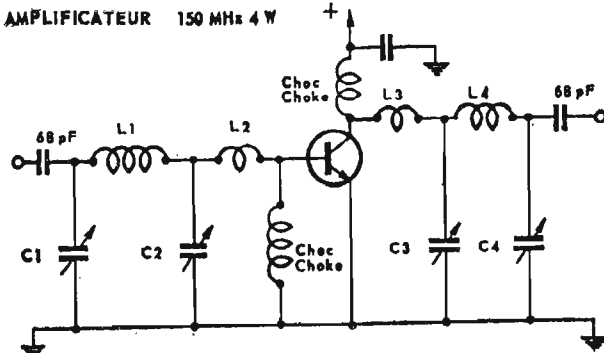 AMPLIFICATEUR 150 MHz 4 W
+
Choc
Choke
L3
L4
68 pF
68 pF
L1
L2
C1
C2
Choc
Choke
C3
C4